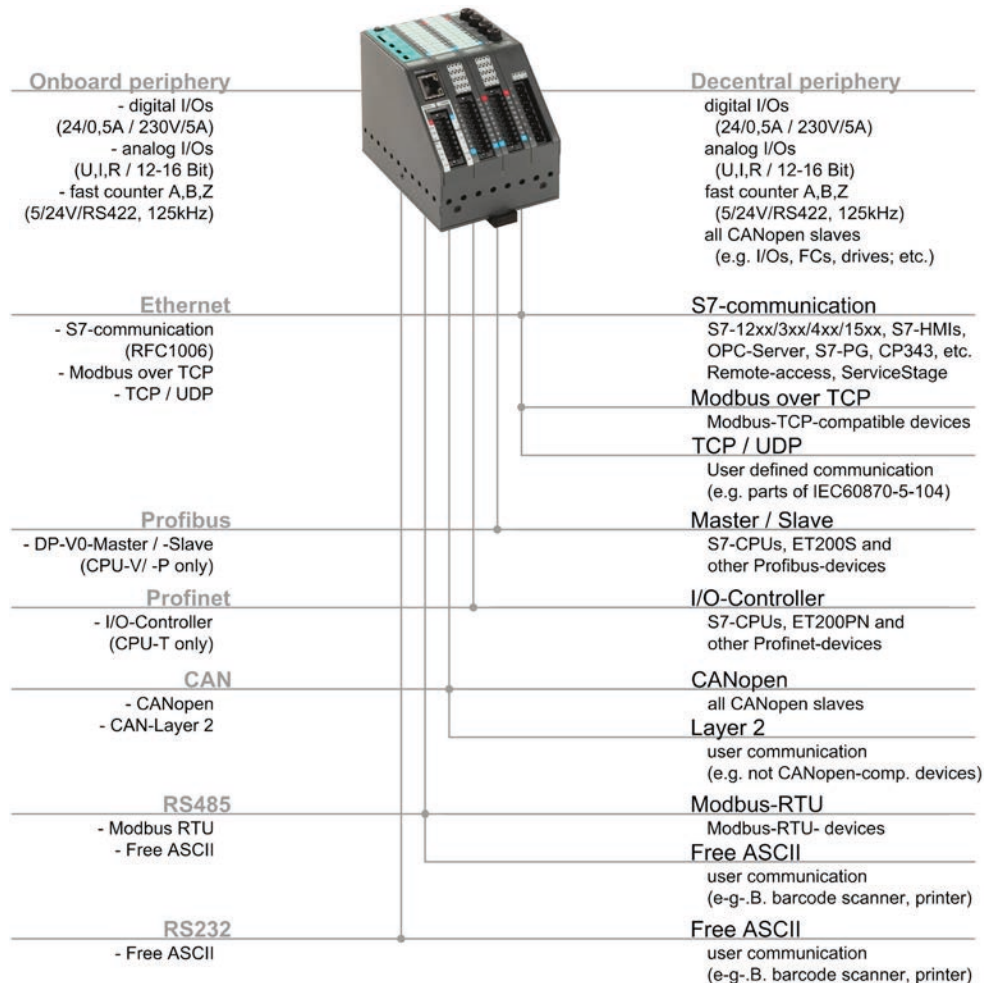 Onboard periphery
- digital I/Os
(24/0,5A / 230V/5A)
- analog I/Os
(U,I,R / 12-16 Bit)
- fast counter A,B,Z
(5/24V/RS422, 125kHz)
Decentral periphery
digital I/Os
(24/0,5A / 230V/5A)
analog I/Os
(U,I,R / 12-16 Bit)
fast counter A,B,Z
(5/24V/RS422, 125kHz)
all CANopen slaves
(e.g. I/Os, FCs, drives; etc.)
Ethernet
- S7-communication
(RFC1006)
- Modbus over TCP
- TCP / UDP
S7-communication
S7-12xx/3xx/4xx/15xx, S7-HMIs,
OPC-Server, S7-PG, CP343, etc.
Remote-access, ServiceStage
Modbus over TCP
Modbus-TCP-compatible devices
TCP / UDP
User defined communication
(e.g. parts of IEC60870-5-104)
Profibus
- DP-V0-Master / -Slave
(CPU-V/ -P only)
Master / Slave
S7-CPUs, ET200S and
other Profibus-devices
Profinet
- I/O-Controller
(CPU-T only)
I/O-Controller
S7-CPUs, ET200PN and
other Profinet-devices
CAN
- CANopen
- CAN-Layer 2
CANopen
all CANopen slaves
Layer 2
user communication
(e.g. not CANopen-comp. devices)
RS485
- Modbus RTU
- Free ASCII
Modbus-RTU
Modbus-RTU- devices
Free ASCII
user communication
(e-g-.B. barcode scanner, printer)
RS232
- Free ASCII
Free ASCII
user communication
(e-g-.B. barcode scanner, printer)